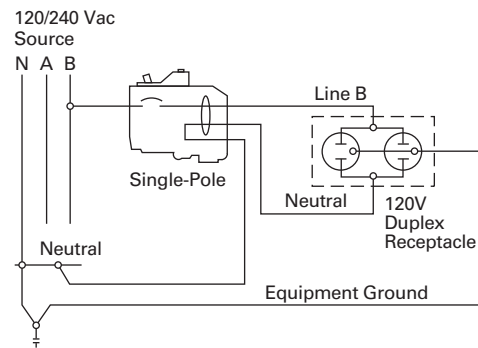 120/240 Vac
Source
N A B
Line B
Single-Pole
Neutral
120V
Duplex
Receptacle
Neutral
Equipment Ground